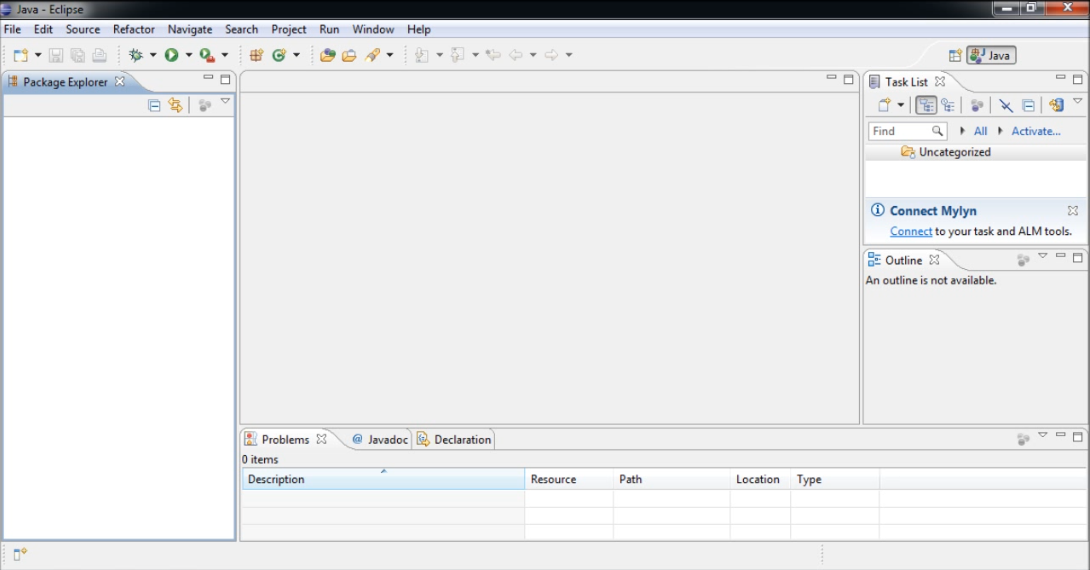 Java - Eclipse
File Edit Source Refactor Navigate Search Project Run Window Help
Java
Package Explorer
Task List
Find All Activate...
Uncategorized
Connect Mylyn
Connect to your task and ALM tools.
Outline
An outline is not available.
Problems @ Javadoc Declaration
0 items
Description Resource Path Location Type